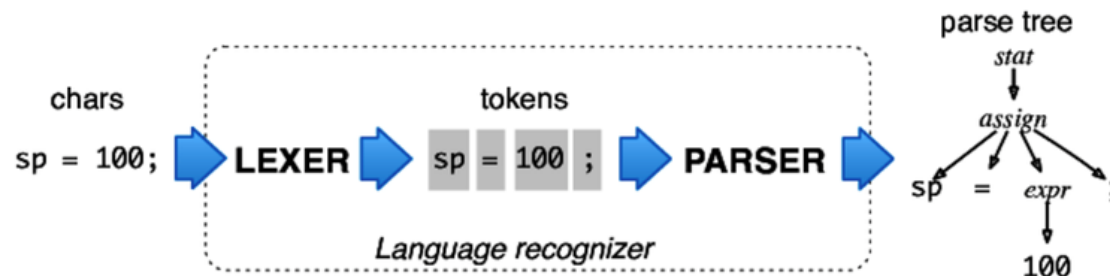 chars
sp = 100;
LEXER
tokens
sp = 100 ;
PARSER
Language recognizer
parse tree
stat
assign
sp = expr ;
100